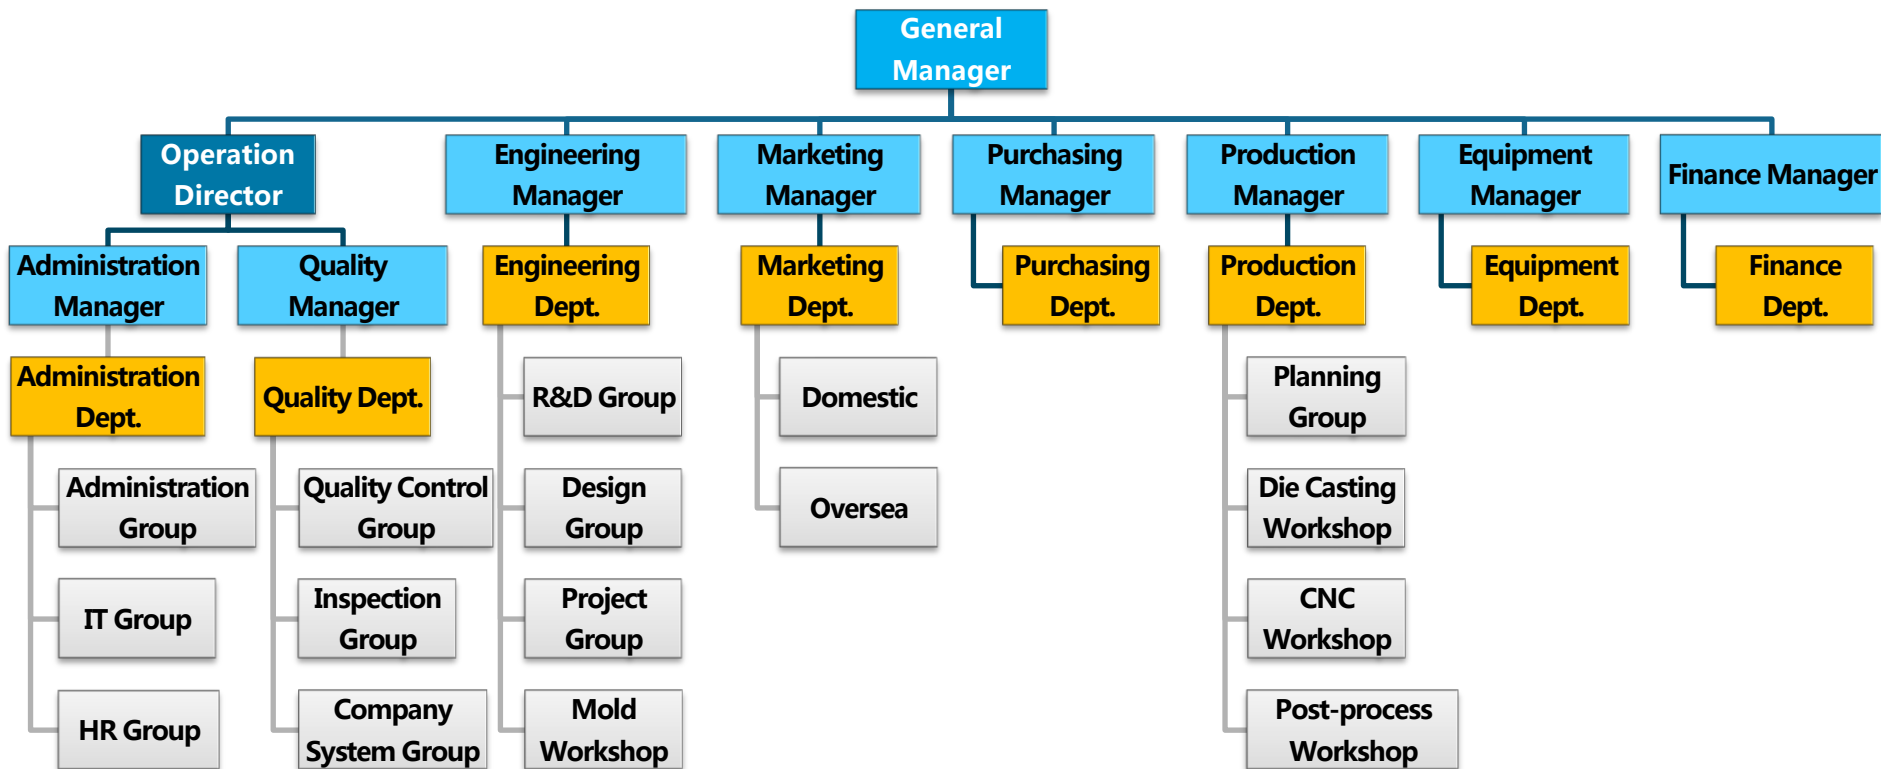 General
Manager
Operation
Director
Engineering
Manager
Marketing
Manager
Purchasing
Manager
Production
Manager
Equipment
Manager
Finance Manager
Administration
Manager
Quality
Manager
Engineering
Dept.
Marketing
Dept.
Purchasing
Dept.
Production
Dept.
Equipment
Dept.
Finance
Dept.
Administration
Dept.
Quality Dept.
R&D Group
Domestic
Planning
Group
Administration
Group
Quality Control
Group
Design
Group
Oversea
Die Casting
Workshop
IT Group
Inspection
Group
Project
Group
CNC
Workshop
HR Group
Company
System Group
Mold
Workshop
Post-process
Workshop